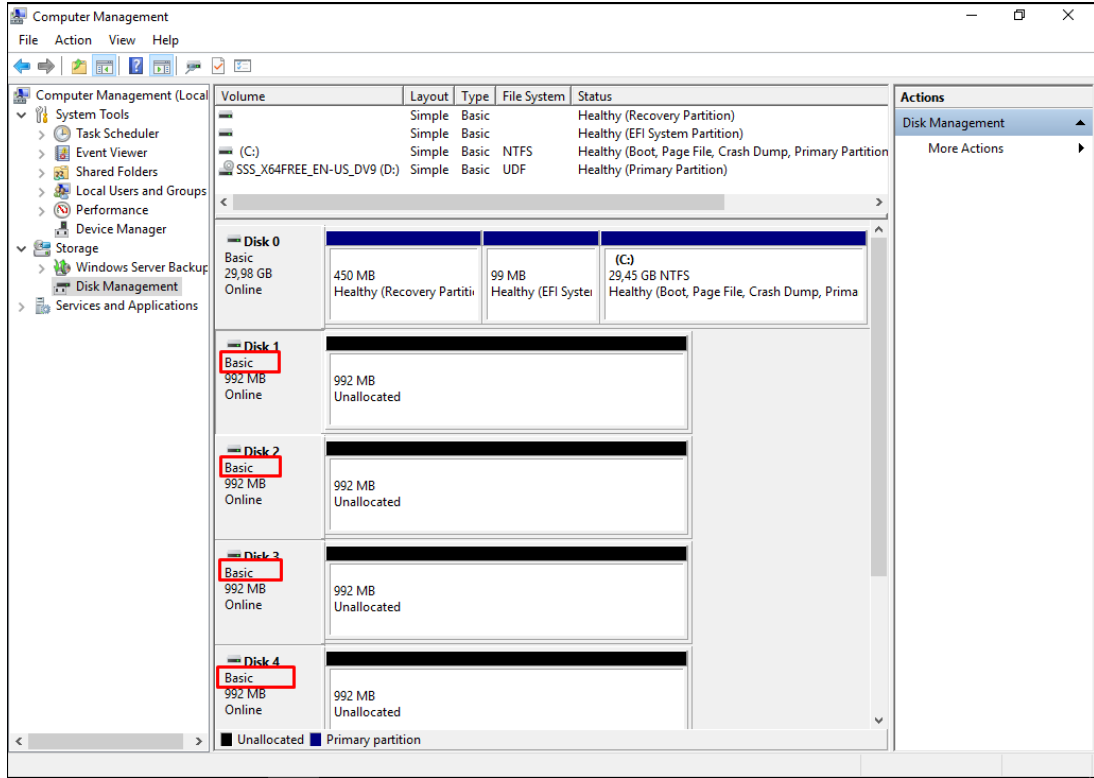 Computer Management
File Action View Help
Computer Management (Local
System Tools
Task Scheduler
Event Viewer
Shared Folders
Local Users and Groups
Performance
Device Manager
Storage
Windows Server Backup
Disk Management
Services and Applications
Volume Layout Type File System Status
Simple Basic Healthy (Recovery Partition)
Simple Basic Healthy (EFI System Partition)
(C:) Simple Basic NTFS Healthy (Boot, Page File, Crash Dump, Primary Partition
SSS_X64FREE_EN-US_DV9 (D:) Simple Basic UDF Healthy (Primary Partition)
Disk 0
Basic
29,98 GB
Online
450 MB
Healthy (Recovery Partiti
99 MB
Healthy (EFI Syster
(C:)
29,45 GB NTFS
Healthy (Boot, Page File, Crash Dump, Prima
Disk 1
Basic
992 MB
Online
992 MB
Unallocated
Disk 2
Basic
992 MB
Online
992 MB
Unallocated
Disk 3
Basic
992 MB
Online
992 MB
Unallocated
Disk 4
Basic
992 MB
Online
992 MB
Unallocated
Unallocated Primary partition
Actions
Disk Management
More Actions